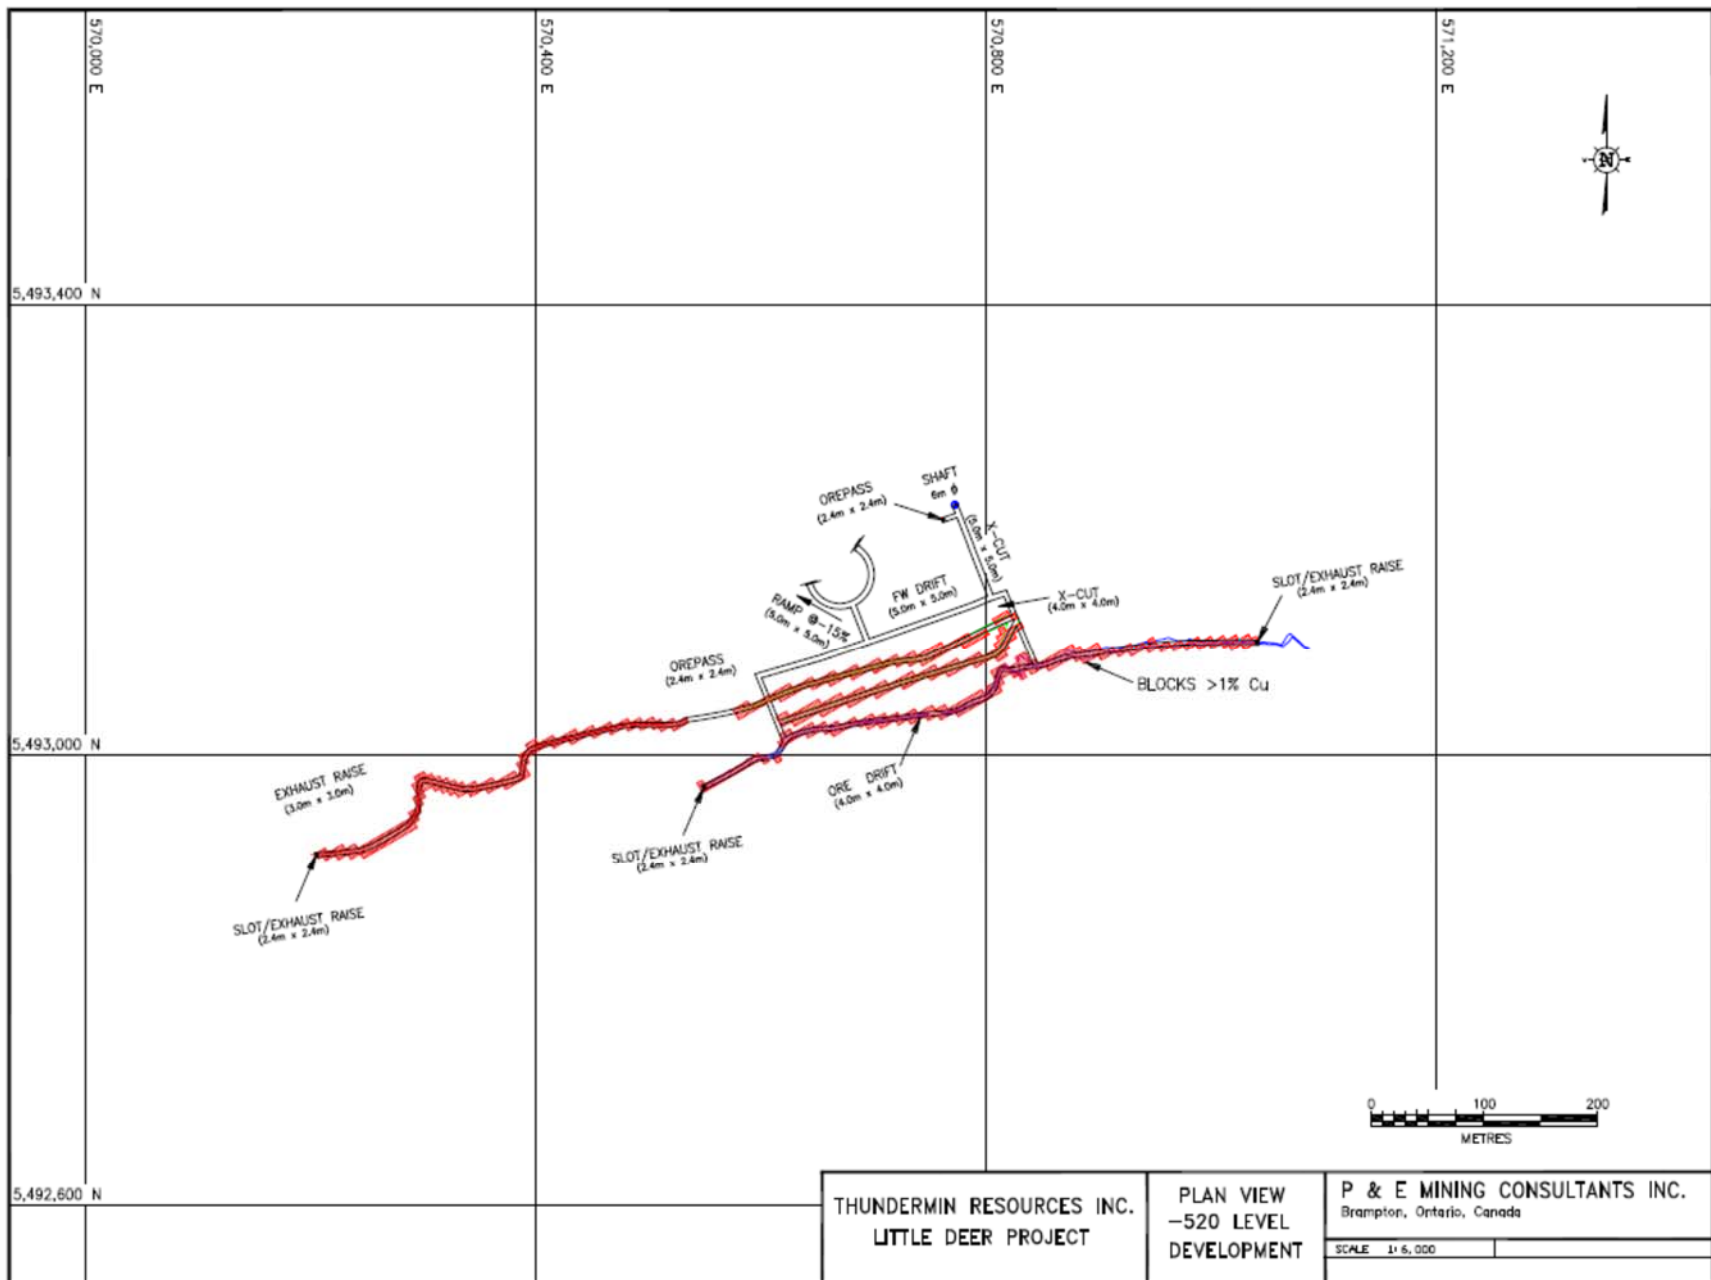 570,000 E
570,400 E
570,800 E
571,200 E
N
5,493,400 N
SHAFT
6m ϕ
OREPASS
(2.4m x 2.4m)
X-CUT
(5.0m x 5.0m)
FW DRIFT
(5.0m x 5.0m)
RAMP @-15%
(5.0m x 5.0m)
X-CUT
(4.0m x 4.0m)
SLOT/EXHAUST RAISE
(2.4m x 2.4m)
OREPASS
(2.4m x 2.4m)
BLOCKS >1% Cu
5,493,000 N
EXHAUST RAISE
(3.0m x 3.0m)
ORE DRIFT
(4.0m x 4.0m)
SLOT/EXHAUST RAISE
(2.4m x 2.4m)
SLOT/EXHAUST RAISE
(2.4m x 2.4m)
0 100 200
METRES
5,492,600 N
THUNDERMIN RESOURCES INC.
LITTLE DEER PROJECT
PLAN VIEW
-520 LEVEL
DEVELOPMENT
P & E MINING CONSULTANTS INC.
Brampton, Ontario, Canada
SCALE 1:6,000